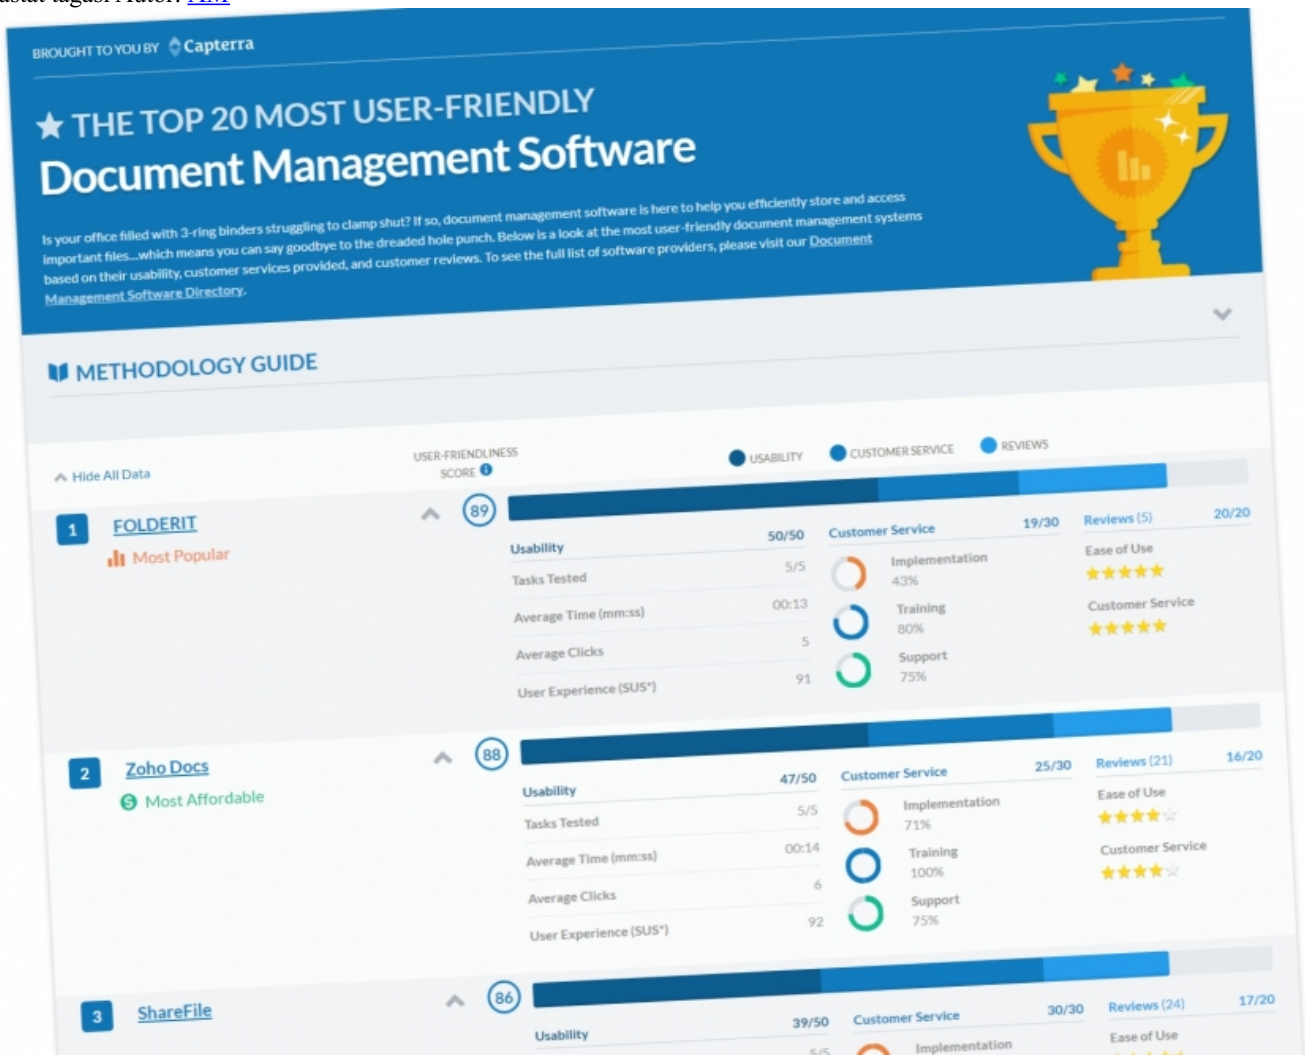 tagasi Autor: AM
BROUGHT TO YOU BY Capterra
THE TOP 20 MOST USER-FRIENDLY
Document Management Software
Is your office filled with 3-ring binders struggling to clamp shut? If so, document management software is here to help you efficiently store and access
important files...which means you can say goodbye to the dreaded hole punch. Below is a look at the most user-friendly document management systems
based on their usability, customer services provided, and customer reviews. To see the full list of software providers, please visit our Document
Management Software Directory.
METHODOLOGY GUIDE
Hide All Data
USER-FRIENDLINESS
SCORE
USABILITY
CUSTOMER SERVICE
REVIEWS
1 FOLDERIT
Most Popular
89
Usability 50/50
Tasks Tested 5/5
Average Time (mm:ss) 00:13
Average Clicks 5
User Experience (SUS*) 91
Customer Service 19/30
Implementation
43%
Training
80%
Support
75%
Reviews (5) 20/20
Ease of Use
Customer Service
2 Zoho Docs
Most Affordable
88
Usability 47/50
Tasks Tested 5/5
Average Time (mm:ss) 00:14
Average Clicks 6
User Experience (SUS*) 92
Customer Service 25/30
Implementation
71%
Training
100%
Support
75%
Reviews (21) 16/20
Ease of Use
Customer Service
3 ShareFile
86
Usability 39/50
5/5
Customer Service 30/30
Implementation
Reviews (24) 17/20
Ease of Use